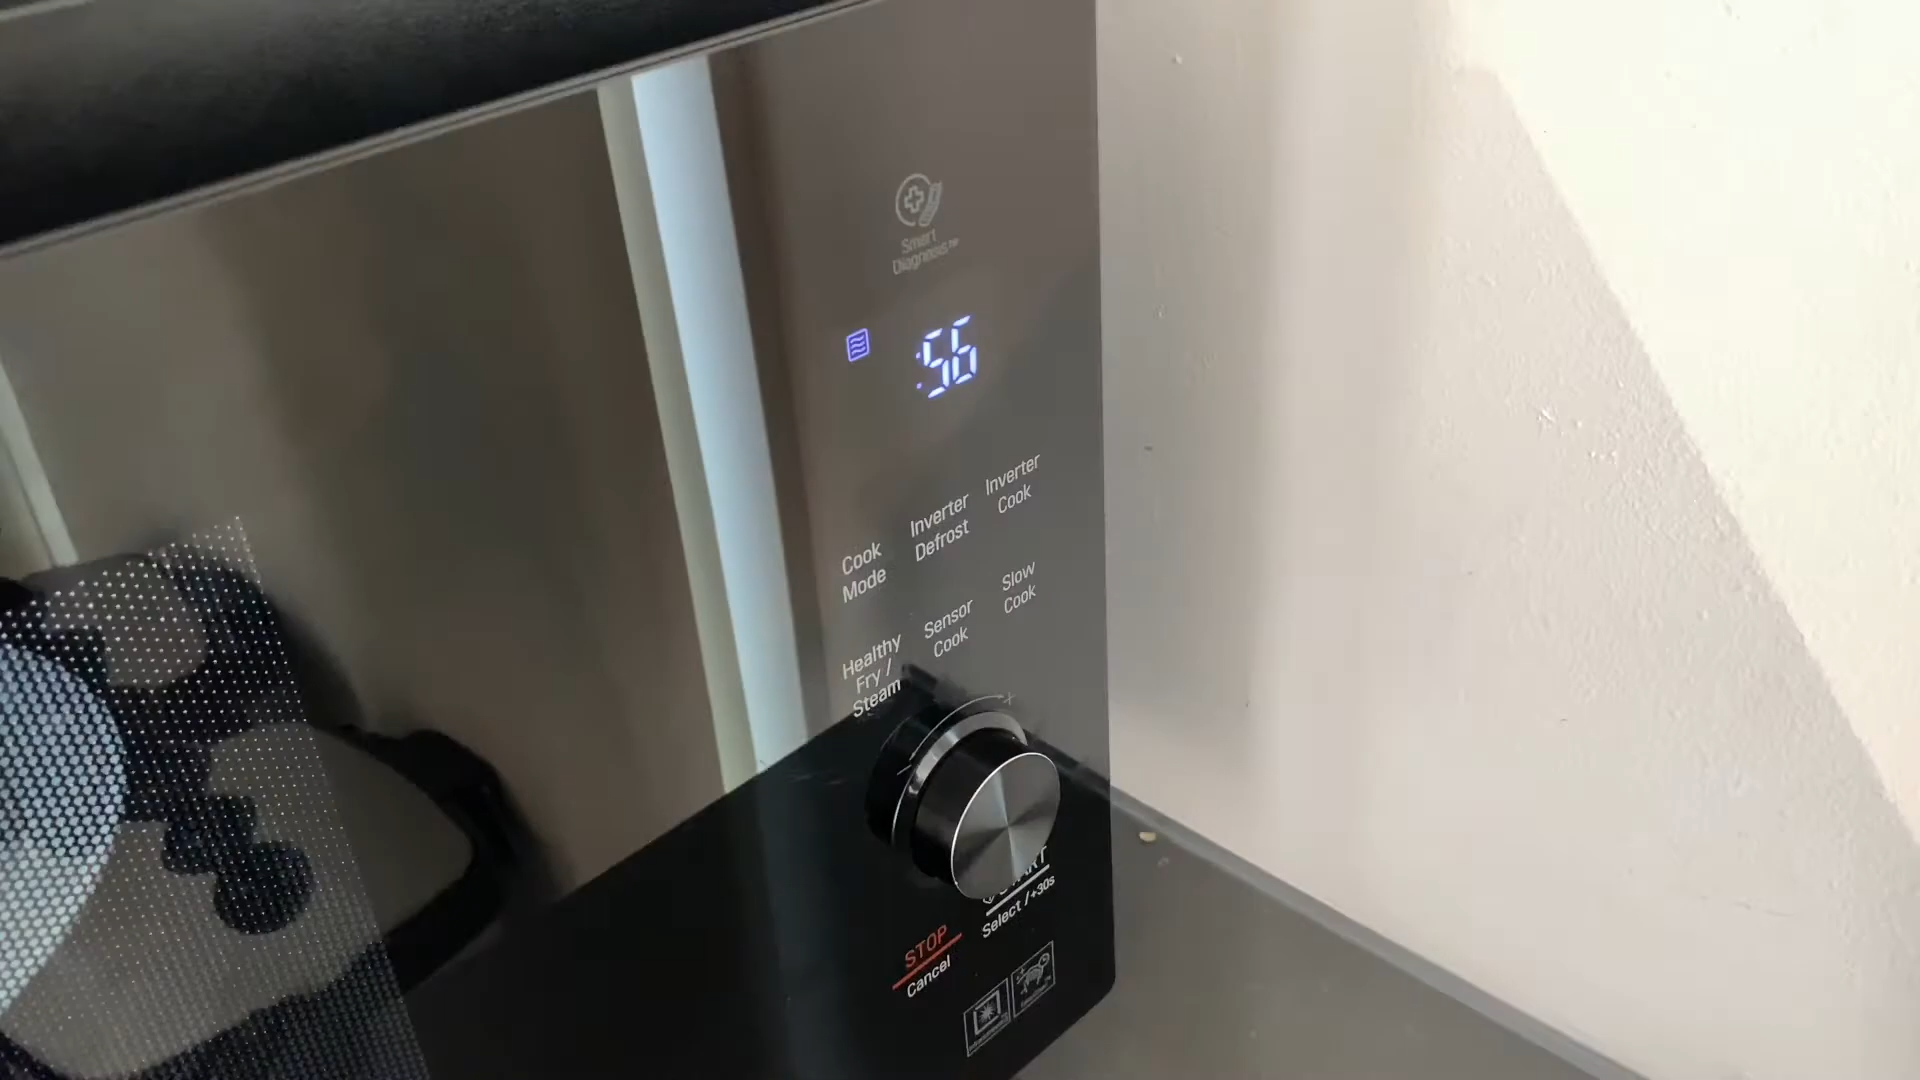 Smart
Diagnosis™
:56
Inverter
Cook
Inverter
Defrost
Cook
Mode
Slow
Cook
Sensor
Cook
Healthy
Fry /
Steam
START
Select /+30s
STOP
Cancel